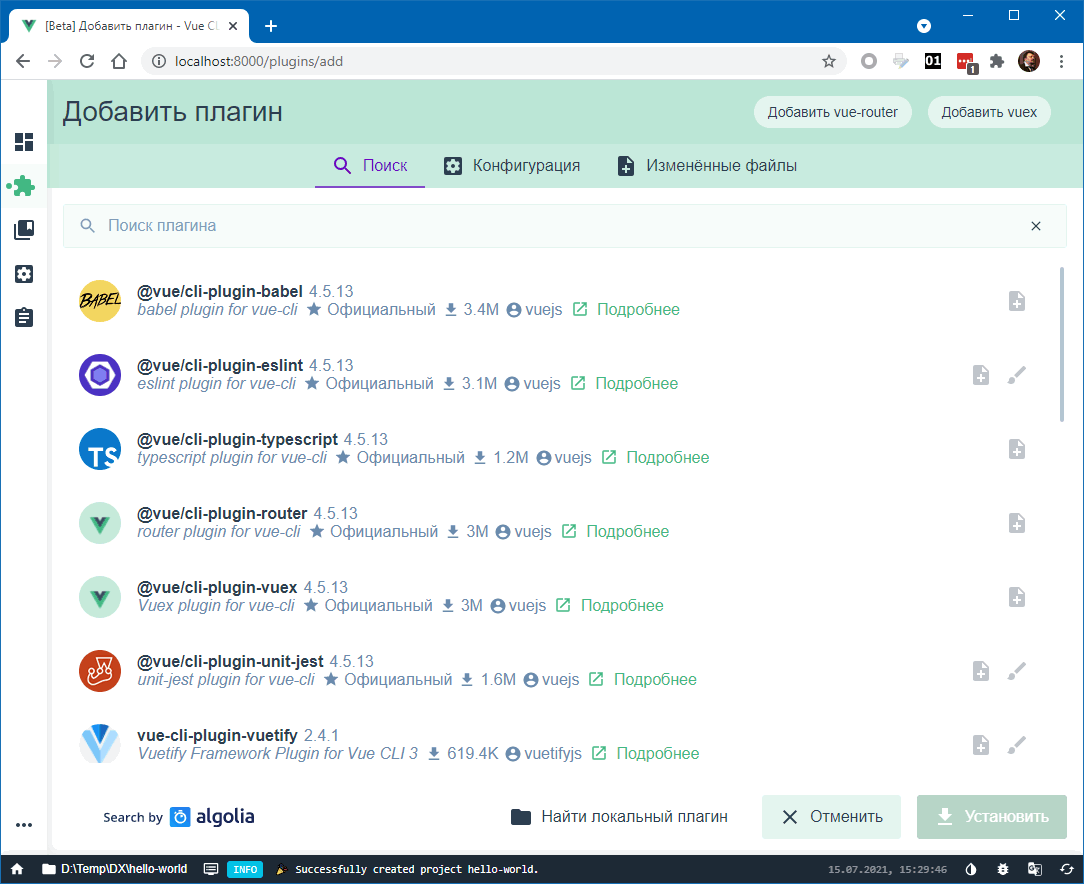 [Beta] Добавить плагин - Vue CL
localhost:8000/plugins/add
01
1
Добавить плагин
Добавить vue-router
Добавить vuex
Поиск
Конфигурация
Изменённые файлы
Поиск плагина
BABEL
@vue/cli-plugin-babel 4.5.13
babel plugin for vue-cli Официальный 3.4M vuejs Подробнее
@vue/cli-plugin-eslint 4.5.13
eslint plugin for vue-cli Официальный 3.1M vuejs Подробнее
TS
@vue/cli-plugin-typescript 4.5.13
typescript plugin for vue-cli Официальный 1.2M vuejs Подробнее
@vue/cli-plugin-router 4.5.13
router plugin for vue-cli Официальный 3M vuejs Подробнее
@vue/cli-plugin-vuex 4.5.13
Vuex plugin for vue-cli Официальный 3M vuejs Подробнее
@vue/cli-plugin-unit-jest 4.5.13
unit-jest plugin for vue-cli Официальный 1.6M vuejs Подробнее
vue-cli-plugin-vuetify 2.4.1
Vuetify Framework Plugin for Vue CLI 3 619.4K vuetifyjs Подробнее
Search by algolia
Найти локальный плагин
Отменить
Установить
D:\Temp\DX\hello-world
INFO
Successfully created project hello-world.
15.07.2021, 15:29:46